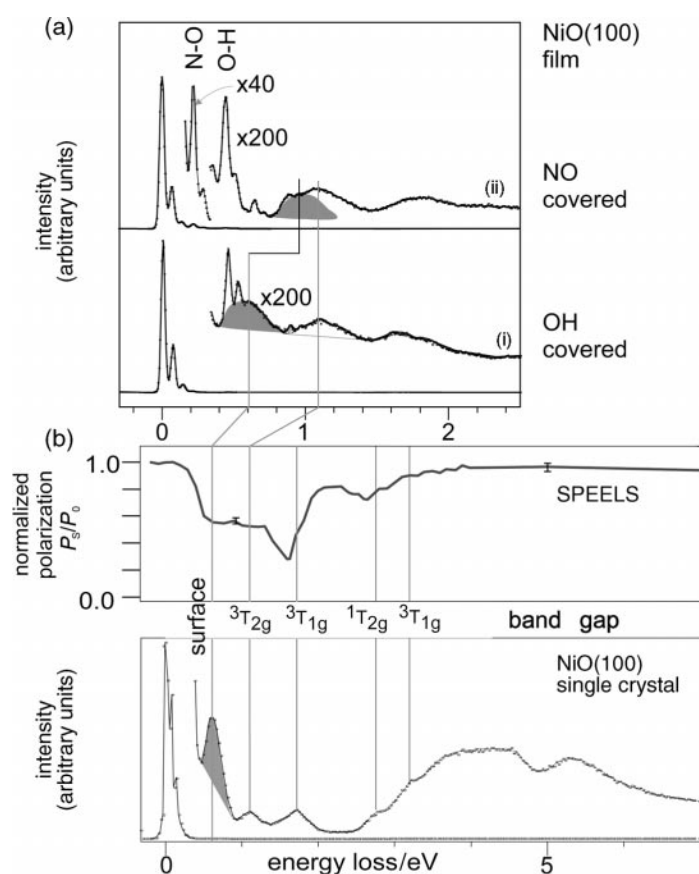 (a)
N-O
O-H
NiO(100)
film
x40
x200
NO
covered
(ii)
intensity
(arbitrary units)
x200
OH
covered
(i)
0
1
2
(b)
1.0
SPEELS
normalized
polarization
Ps/P0
0.0
surface
3T2g
3T1g
1T2g
3T1g
band gap
NiO(100)
single crystal
intensity
(arbitrary units)
0
energy loss/eV
5